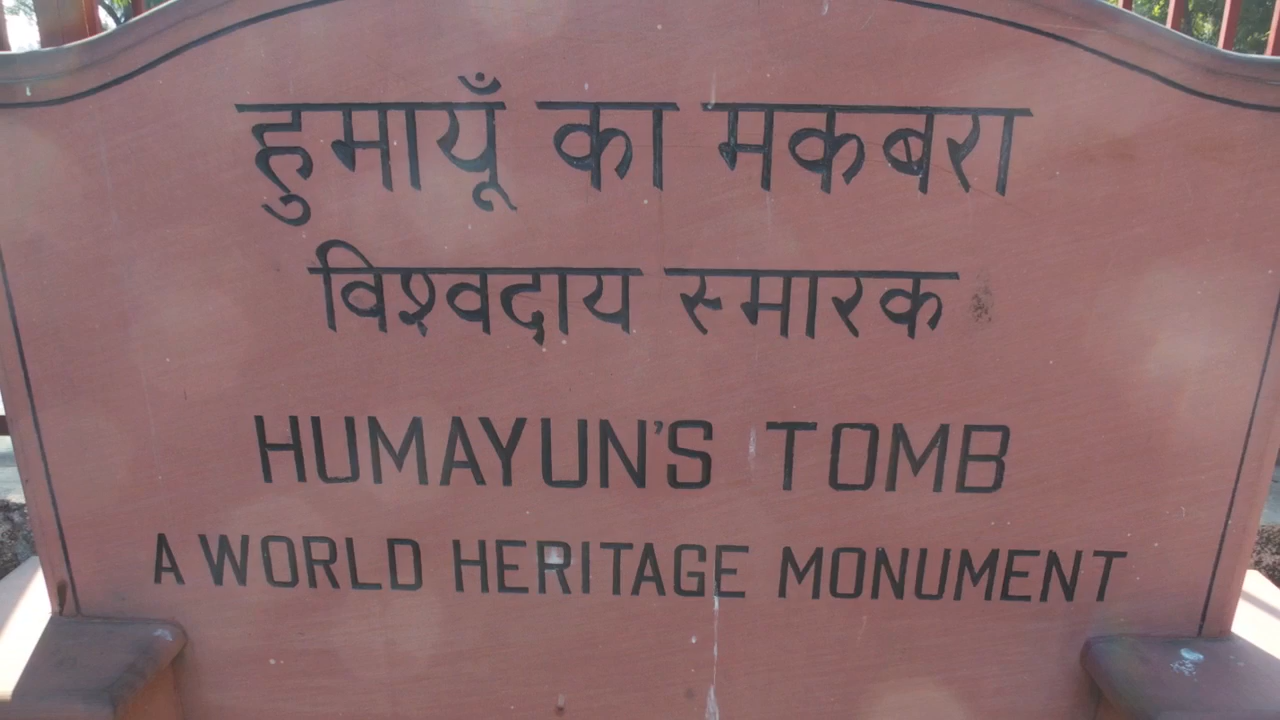 हुमायूँ का मकबरा
विश्वदाय स्मारक
HUMAYUN'S TOMB
A WORLD HERITAGE MONUMENT